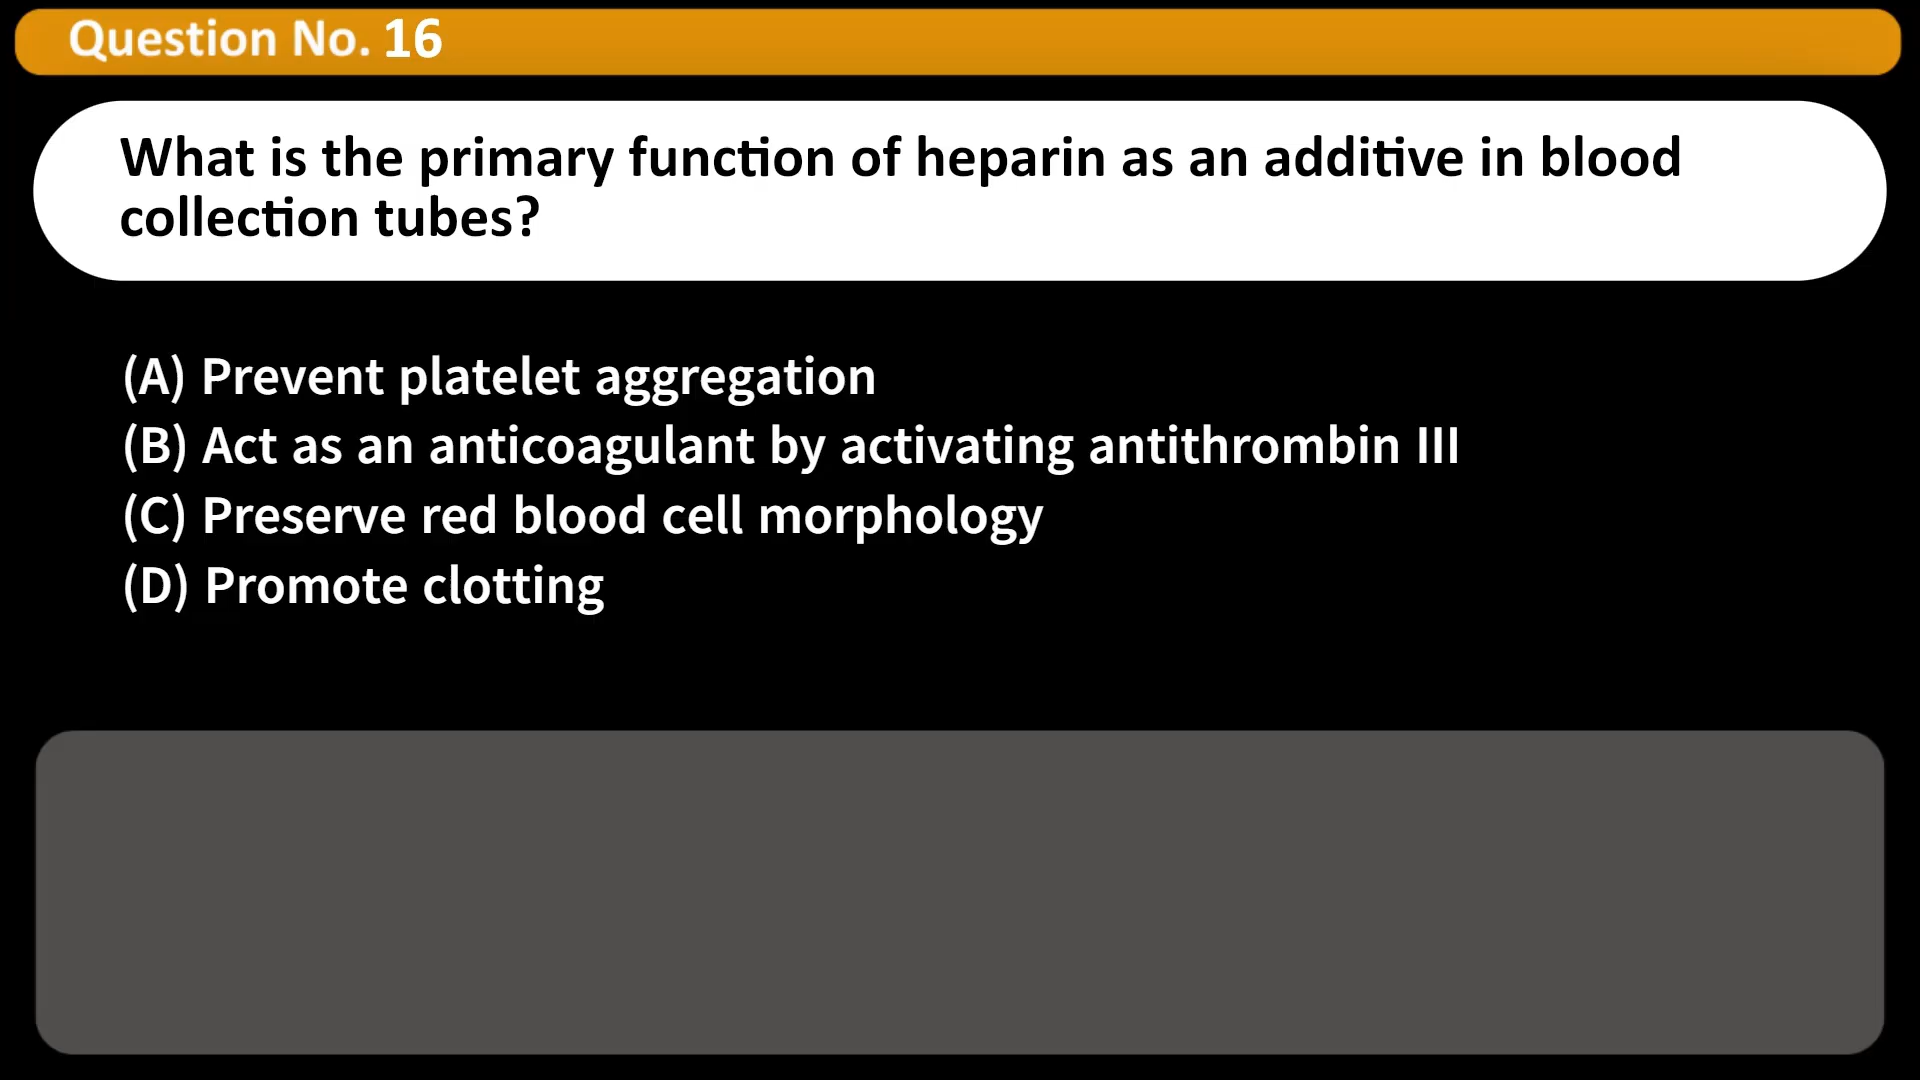 Question No. 16
What is the primary function of heparin as an additive in blood
collection tubes?
(A) Prevent platelet aggregation
(B) Act as an anticoagulant by activating antithrombin III
(C) Preserve red blood cell morphology
(D) Promote clotting